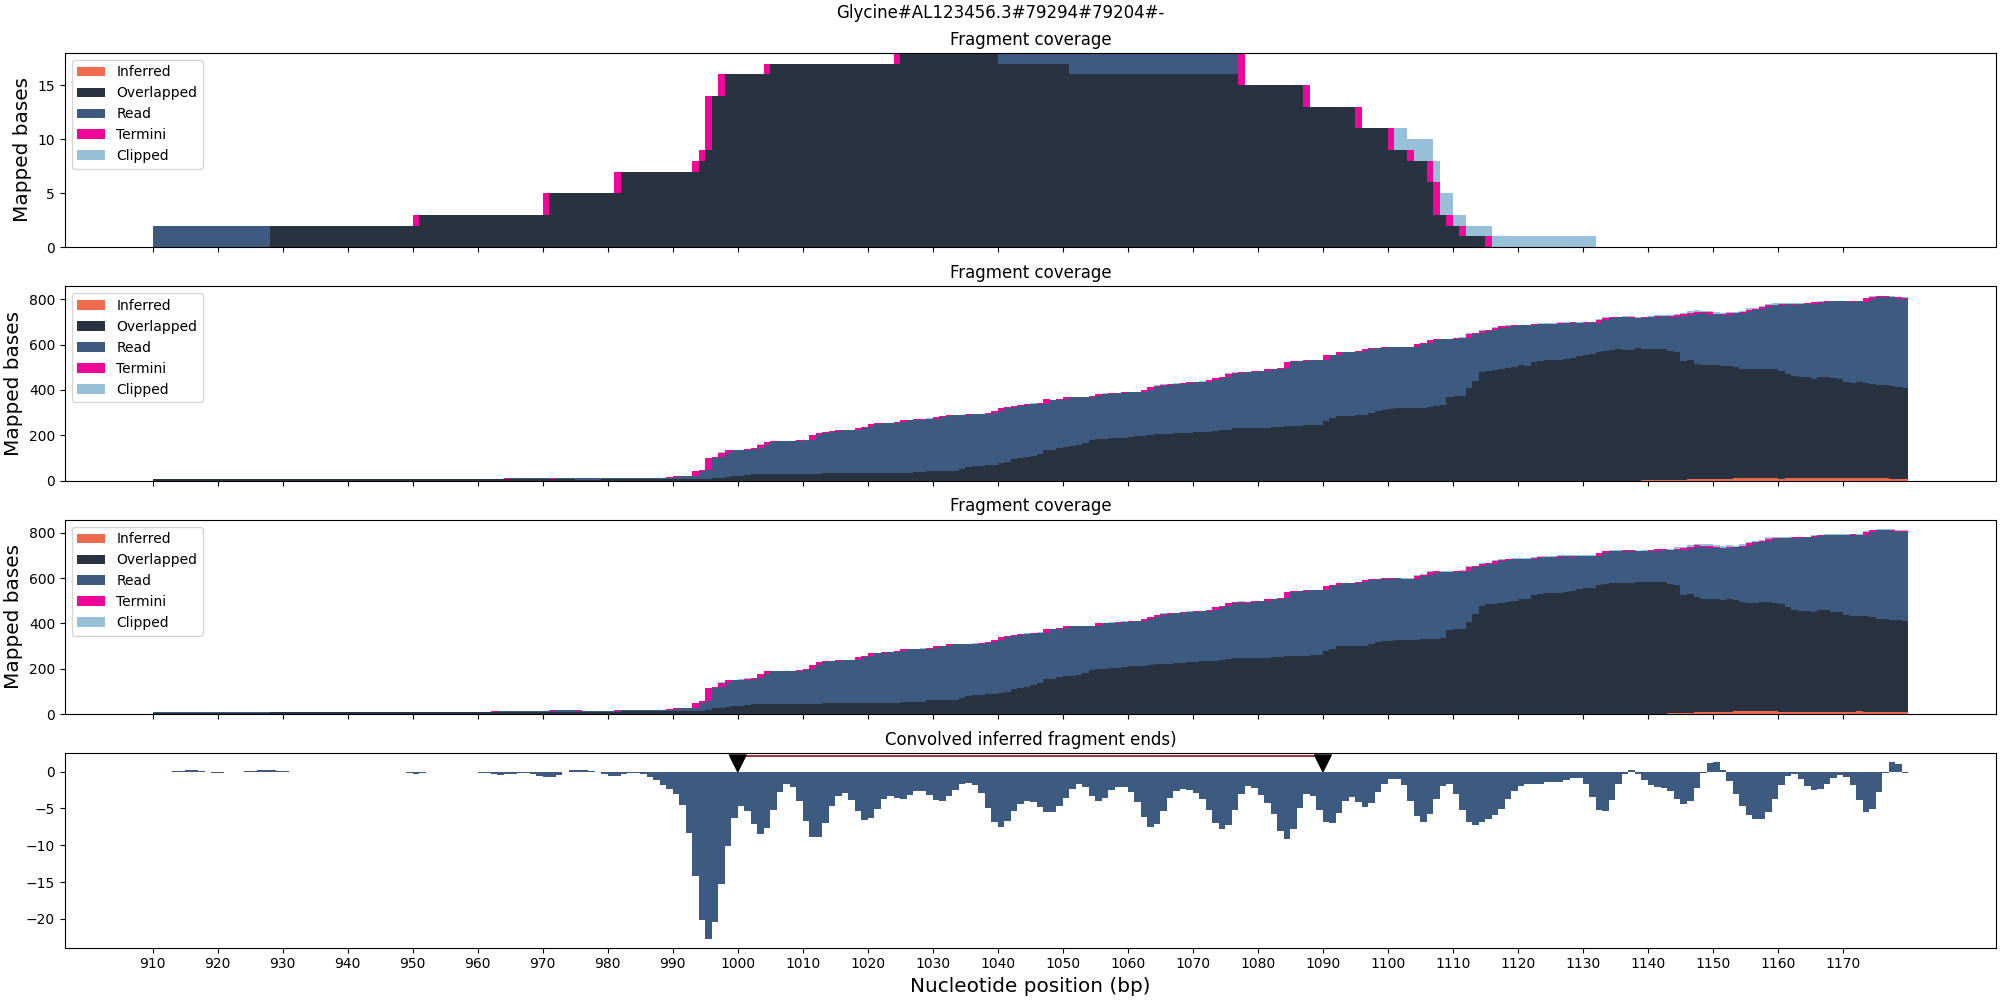 Glycine#AL123456.3#79294#79204#-
Fragment coverage
Mapped bases
15
10
5
0
Inferred
Overlapped
Read
Termini
Clipped
Fragment coverage
Mapped bases
800
600
400
200
0
Inferred
Overlapped
Read
Termini
Clipped
Fragment coverage
Mapped bases
800
600
400
200
0
Inferred
Overlapped
Read
Termini
Clipped
Convolved inferred fragment ends)
0
−5
−10
−15
−20
910 920 930 940 950 960 970 980 990 1000 1010 1020 1030 1040 1050 1060 1070 1080 1090 1100 1110 1120 1130 1140 1150 1160 1170
Nucleotide position (bp)